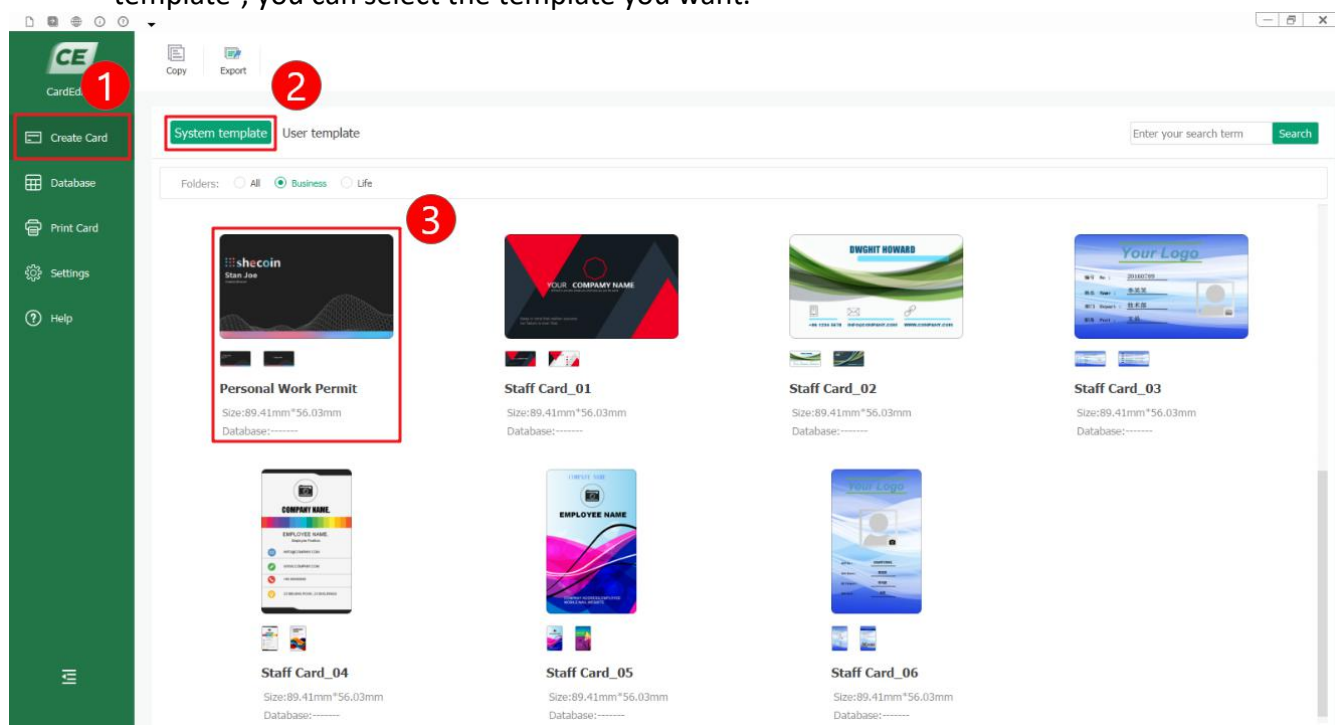 template", you can select the template you want.
CE
CardEd
1
Copy
Export
2
Create Card
System template
User template
Enter your search term
Search
Database
Folders:
All
Business
Life
Print Card
3
Settings
Help
shecoin
Stan Joe
YOUR COMPAMY NAME
DWGHIT HOWARD
Your Logo
20160789
Personal Work Permit
Size:89.41mm*56.03mm
Database:-------
Staff Card_01
Size:89.41mm*56.03mm
Database:-------
Staff Card_02
Size:89.41mm*56.03mm
Database:-------
Staff Card_03
Size:89.41mm*56.03mm
Database:-------
COMPANY NAME.
EMPLOYEE NAME.
EMPLOYEE NAME
Your Logo
Staff Card_04
Size:89.41mm*56.03mm
Database:-------
Staff Card_05
Size:89.41mm*56.03mm
Database:-------
Staff Card_06
Size:89.41mm*56.03mm
Database:-------